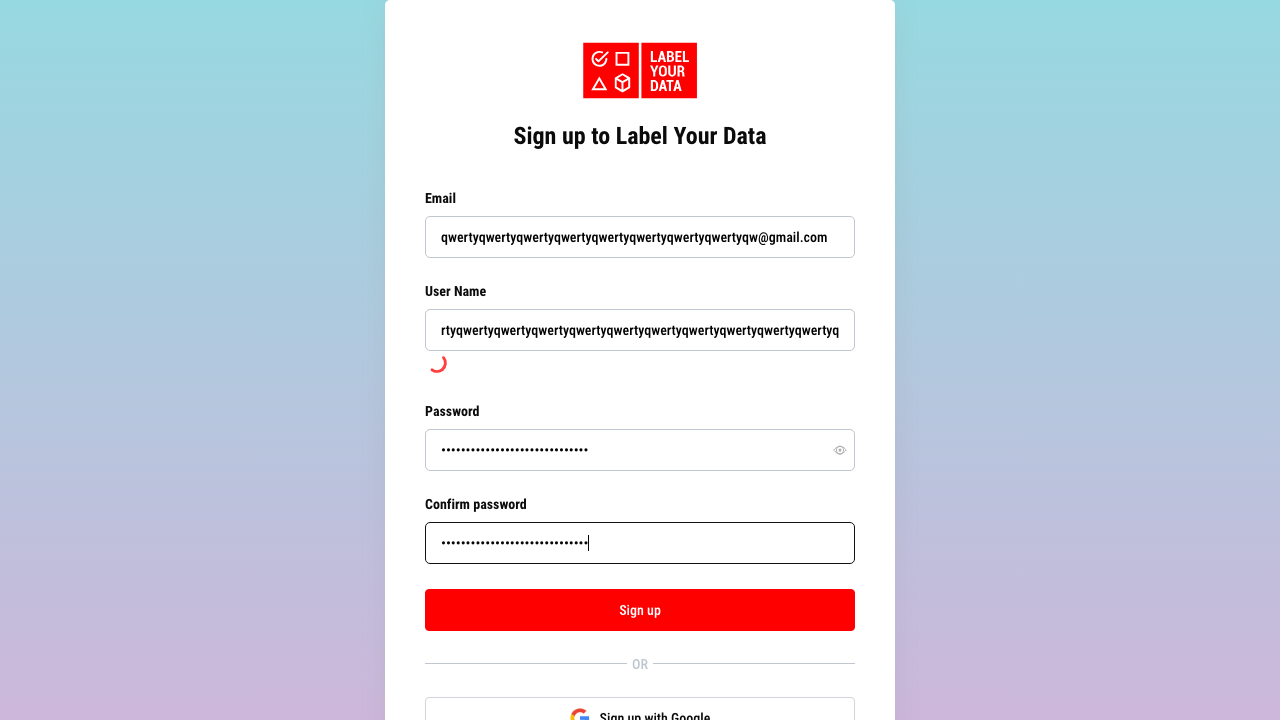 LABEL
YOUR
DATA
Sign up to Label Your Data
Email
qwertyqwertyqwertyqwertyqwertyqwertyqwertyqwertyqw@gmail.com
User Name
rtyqwertyqwertyqwertyqwertyqwertyqwertyqwertyqwertyqwertyqwertyq
Password
Confirm password
Sign up
OR
Sign up with Google